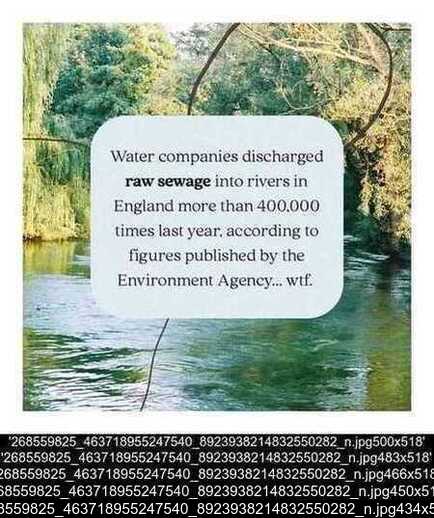 Water companies discharged
raw sewage into rivers in
England more than 400,000
times last year, according to
figures published by the
Environment Agency... wtf.
'268559825_463718955247540_8923938214832550282_n.jpg500x518'
'268559825_463718955247540_8923938214832550282_n.jpg483x518'
268559825_463718955247540_8923938214832550282_n.jpg466x518
68559825_463718955247540_8923938214832550282_n.jpg450x51
8559825_463718955247540_8923938214832550282_n.jpg434x5